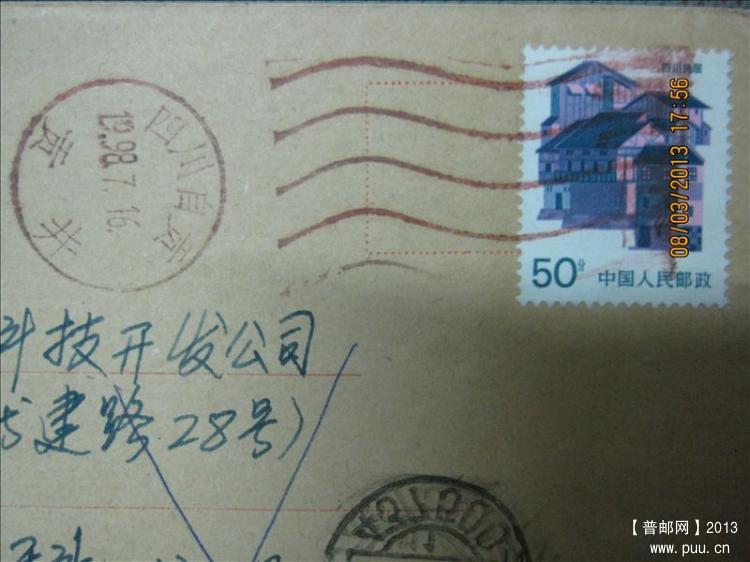 四川自贡
1998.7.16.
贡井
四川民居
50分
中国人民邮政
08/03/2013 17:56
科技开发公司
建路28号）
【普邮网】2013
www.puu.cn